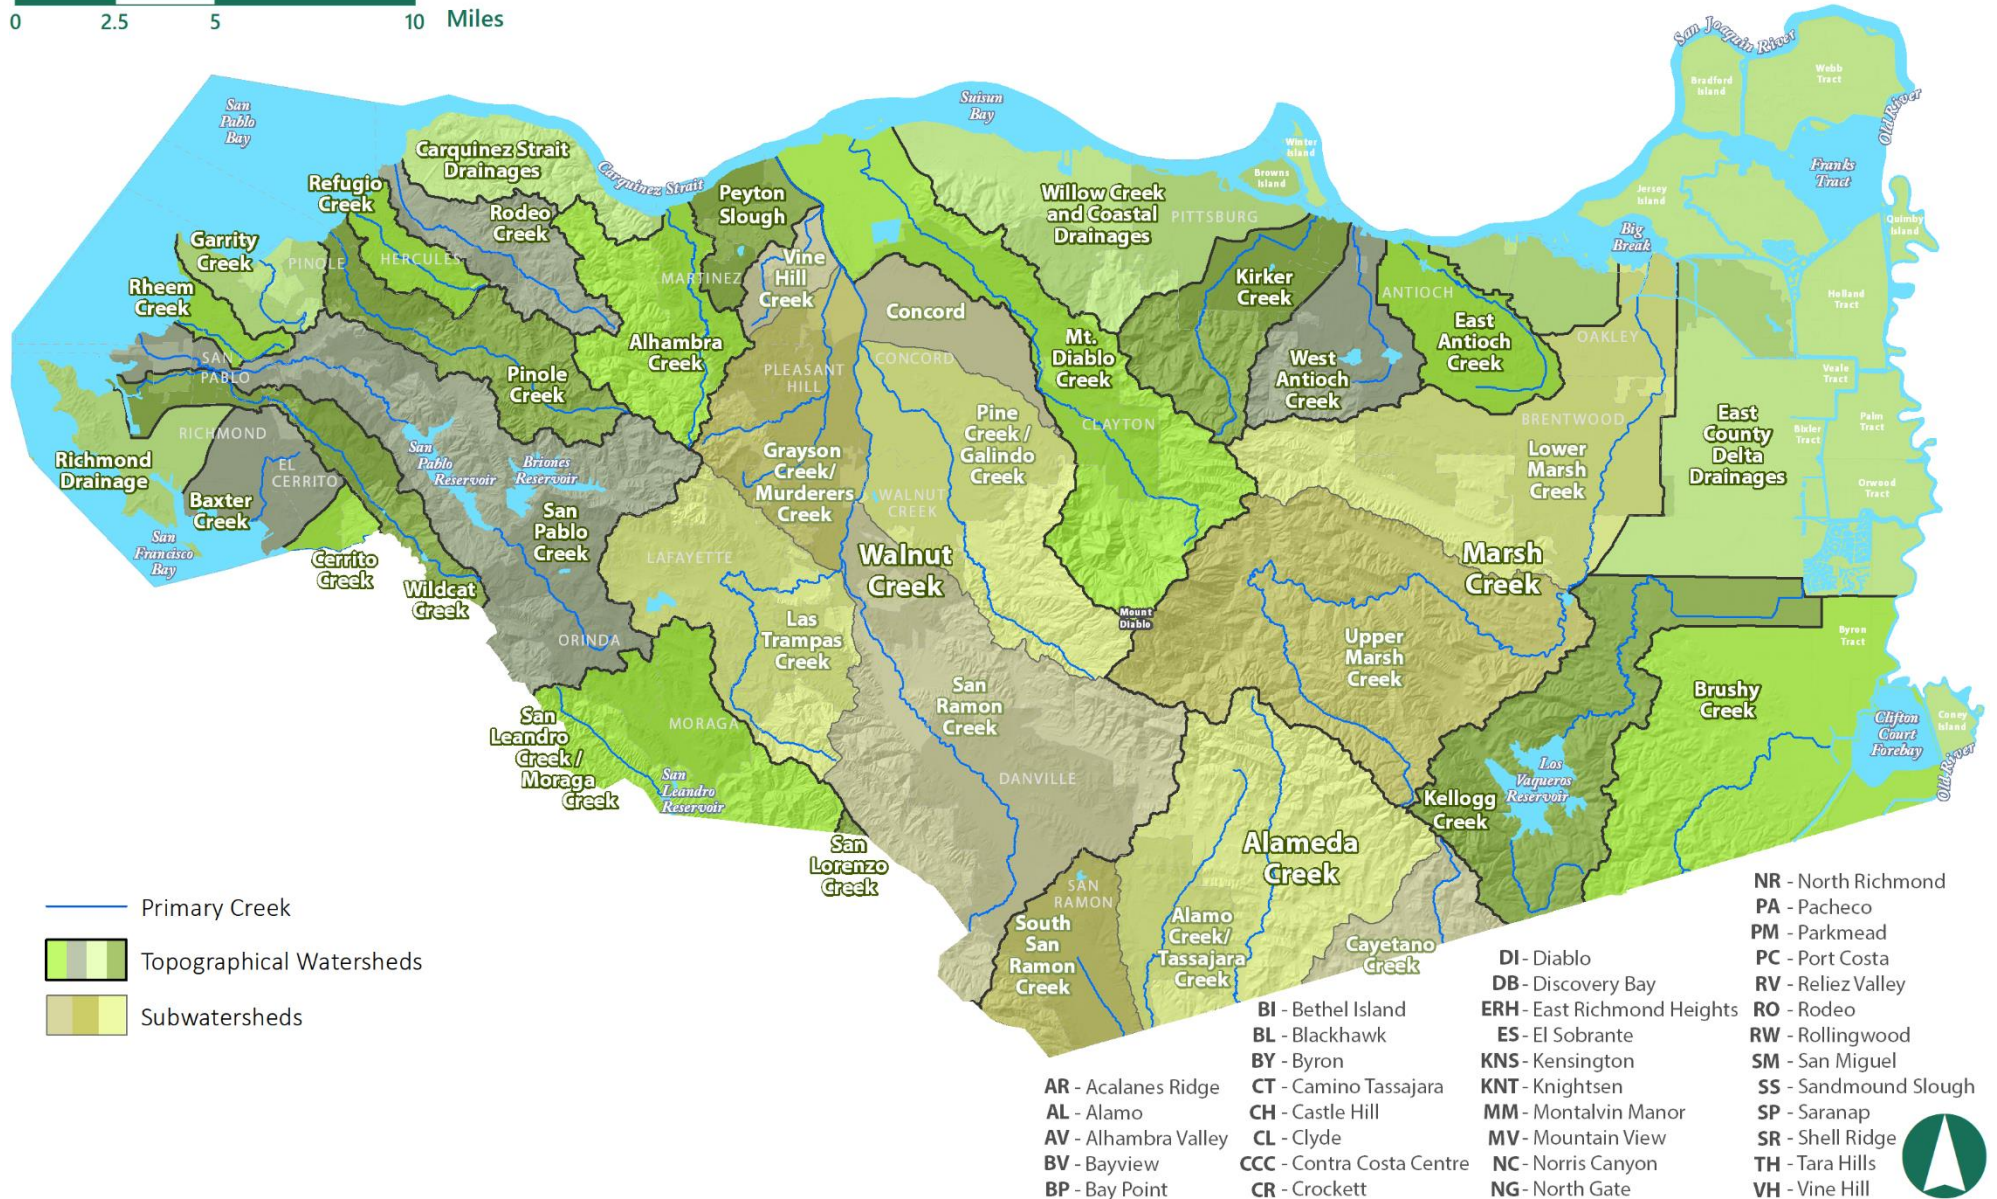 0 2.5 5 10 Miles
San
Pablo
Bay
Carquinez Strait
Drainages
Carquinez Strait
Suisun
Bay
San Joaquin River
Bradford
Island
Webb
Tract
Old River
Franks
Tract
Winter
Island
Browns
Island
Jersey
Island
Quimby
Island
Big
Break
Refugio
Creek
Rodeo
Creek
Peyton
Slough
Willow Creek
and Coastal
Drainages
PITTSBURG
Garrity
Creek
PINOLE
HERCULES
MARTINEZ
Vine
Hill
Creek
Kirker
Creek
ANTIOCH
Holland
Tract
Rheem
Creek
Concord
East
Antioch
Creek
OAKLEY
Alhambra
Creek
Mt.
Diablo
Creek
West
Antioch
Creek
SAN
PABLO
Pinole
Creek
PLEASANT
HILL
CONCORD
Veale
Tract
RICHMOND
Pine
Creek /
Galindo
Creek
CLAYTON
BRENTWOOD
East
County
Delta
Drainages
Bixler
Tract
Palm
Tract
Richmond
Drainage
EL
CERRITO
San
Pablo
Reservoir
Briones
Reservoir
Grayson
Creek/
Murderers
Creek
Lower
Marsh
Creek
Orwood
Tract
Baxter
Creek
San
Pablo
Creek
WALNUT
CREEK
San
Francisco
Bay
Cerrito
Creek
Wildcat
Creek
LAFAYETTE
Walnut
Creek
Marsh
Creek
Mount
Diablo
ORINDA
Las
Trampas
Creek
Upper
Marsh
Creek
Byron
Tract
San
Leandro
Creek /
Moraga
Creek
MORAGA
San
Ramon
Creek
Brushy
Creek
Clifton
Court
Forebay
Coney
Island
Old River
San
Leandro
Reservoir
DANVILLE
Los
Vaqueros
Reservoir
Kellogg
Creek
San
Lorenzo
Creek
Alameda
Creek
SAN
RAMON
South
San
Ramon
Creek
Alamo
Creek/
Tassajara
Creek
Cayetano
Creek
Primary Creek
Topographical Watersheds
Subwatersheds
AR - Acalanes Ridge
AL - Alamo
AV - Alhambra Valley
BV - Bayview
BP - Bay Point
BI - Bethel Island
BL - Blackhawk
BY - Byron
CT - Camino Tassajara
CH - Castle Hill
CL - Clyde
CCC - Contra Costa Centre
CR - Crockett
DI - Diablo
DB - Discovery Bay
ERH - East Richmond Heights
ES - El Sobrante
KNS - Kensington
KNT - Knightsen
MM - Montalvin Manor
MV - Mountain View
NC - Norris Canyon
NG - North Gate
NR - North Richmond
PA - Pacheco
PM - Parkmead
PC - Port Costa
RV - Reliez Valley
RO - Rodeo
RW - Rollingwood
SM - San Miguel
SS - Sandmound Slough
SP - Saranap
SR - Shell Ridge
TH - Tara Hills
VH - Vine Hill